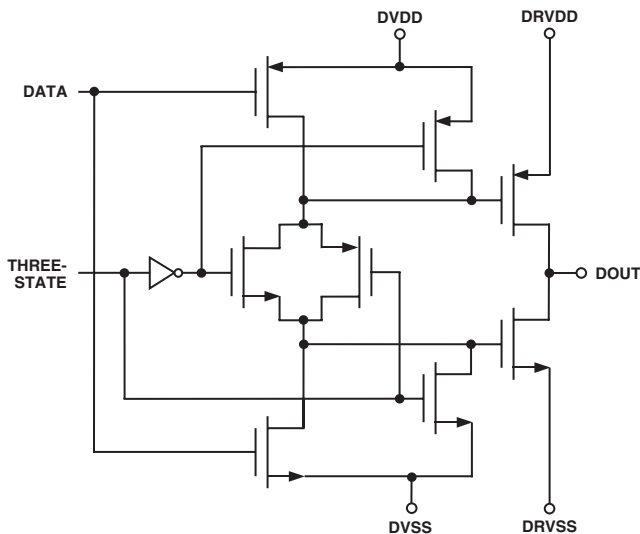 DVDD
DRVDD
DATA
THREE-
STATE
DOUT
DVSS
DRVSS